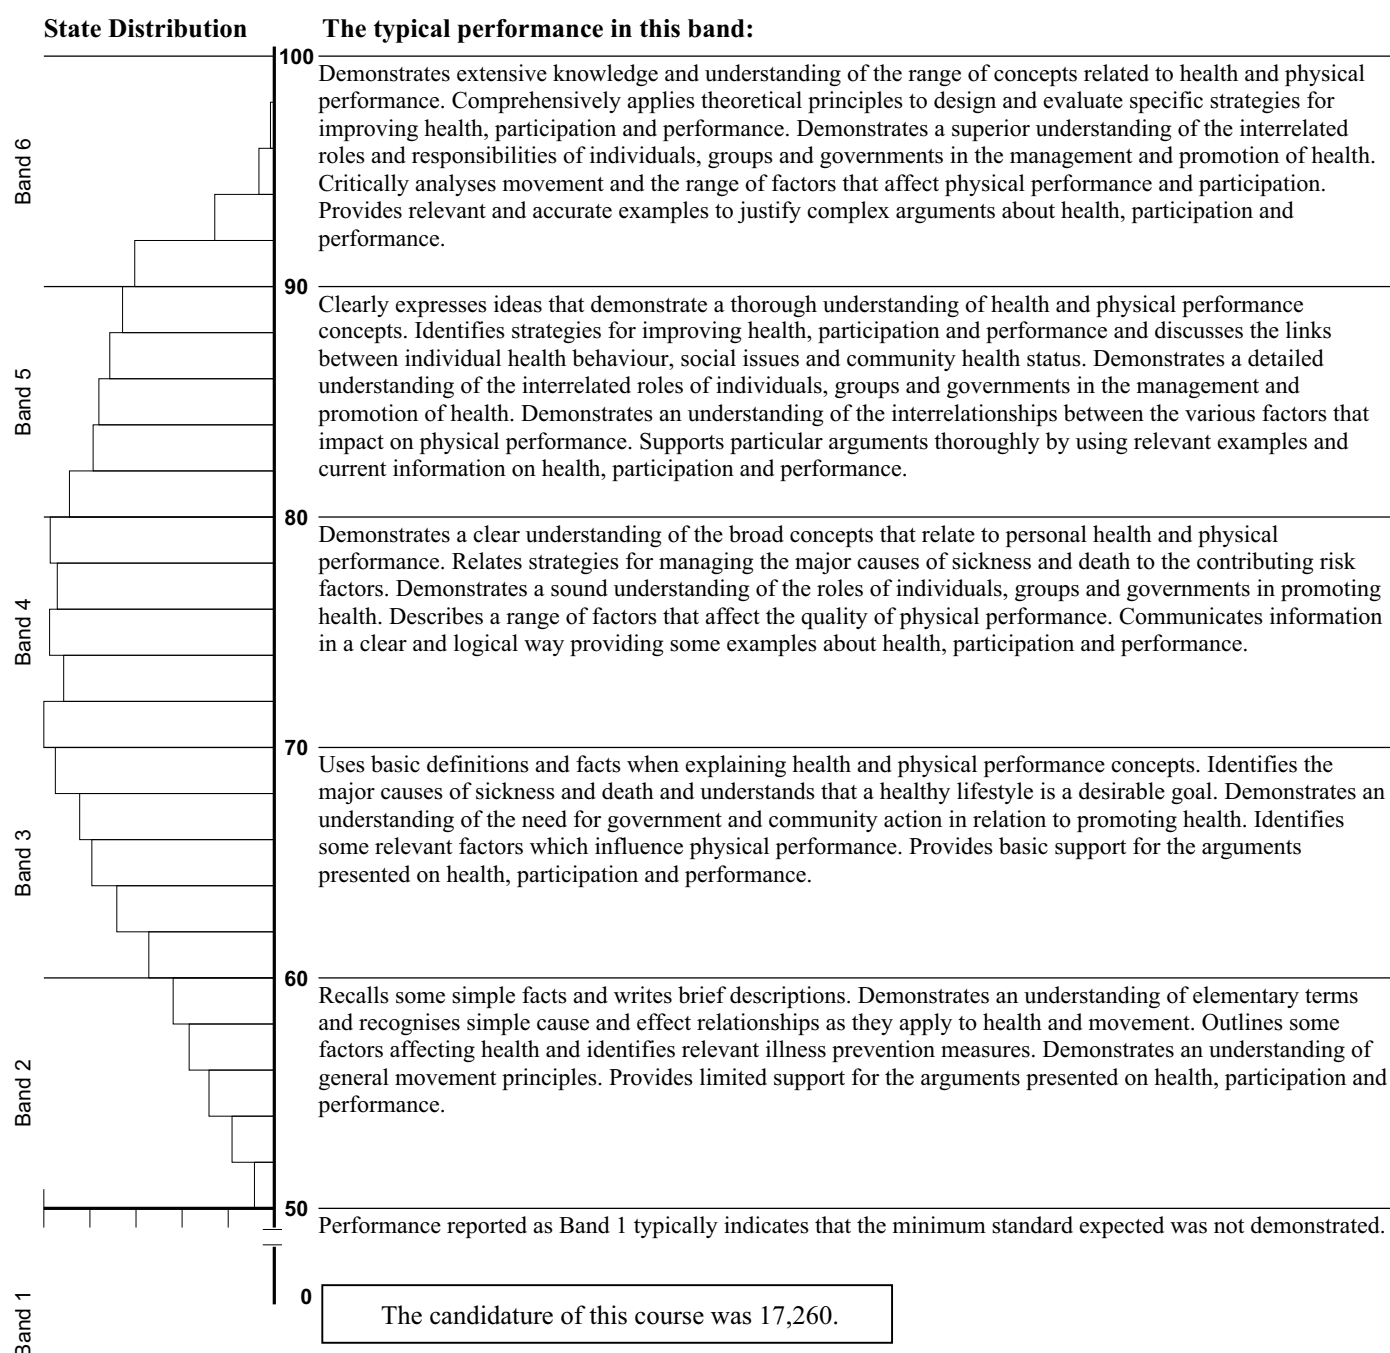 State Distribution
The typical performance in this band:
100
Band 6
Demonstrates extensive knowledge and understanding of the range of concepts related to health and physical
performance. Comprehensively applies theoretical principles to design and evaluate specific strategies for
improving health, participation and performance. Demonstrates a superior understanding of the interrelated
roles and responsibilities of individuals, groups and governments in the management and promotion of health.
Critically analyses movement and the range of factors that affect physical performance and participation.
Provides relevant and accurate examples to justify complex arguments about health, participation and
performance.
90
Band 5
Clearly expresses ideas that demonstrate a thorough understanding of health and physical performance
concepts. Identifies strategies for improving health, participation and performance and discusses the links
between individual health behaviour, social issues and community health status. Demonstrates a detailed
understanding of the interrelated roles of individuals, groups and governments in the management and
promotion of health. Demonstrates an understanding of the interrelationships between the various factors that
impact on physical performance. Supports particular arguments thoroughly by using relevant examples and
current information on health, participation and performance.
80
Band 4
Demonstrates a clear understanding of the broad concepts that relate to personal health and physical
performance. Relates strategies for managing the major causes of sickness and death to the contributing risk
factors. Demonstrates a sound understanding of the roles of individuals, groups and governments in promoting
health. Describes a range of factors that affect the quality of physical performance. Communicates information
in a clear and logical way providing some examples about health, participation and performance.
70
Band 3
Uses basic definitions and facts when explaining health and physical performance concepts. Identifies the
major causes of sickness and death and understands that a healthy lifestyle is a desirable goal. Demonstrates an
understanding of the need for government and community action in relation to promoting health. Identifies
some relevant factors which influence physical performance. Provides basic support for the arguments
presented on health, participation and performance.
60
Band 2
Recalls some simple facts and writes brief descriptions. Demonstrates an understanding of elementary terms
and recognises simple cause and effect relationships as they apply to health and movement. Outlines some
factors affecting health and identifies relevant illness prevention measures. Demonstrates an understanding of
general movement principles. Provides limited support for the arguments presented on health, participation and
performance.
50
Performance reported as Band 1 typically indicates that the minimum standard expected was not demonstrated.
Band 1
0
The candidature of this course was 17,260.